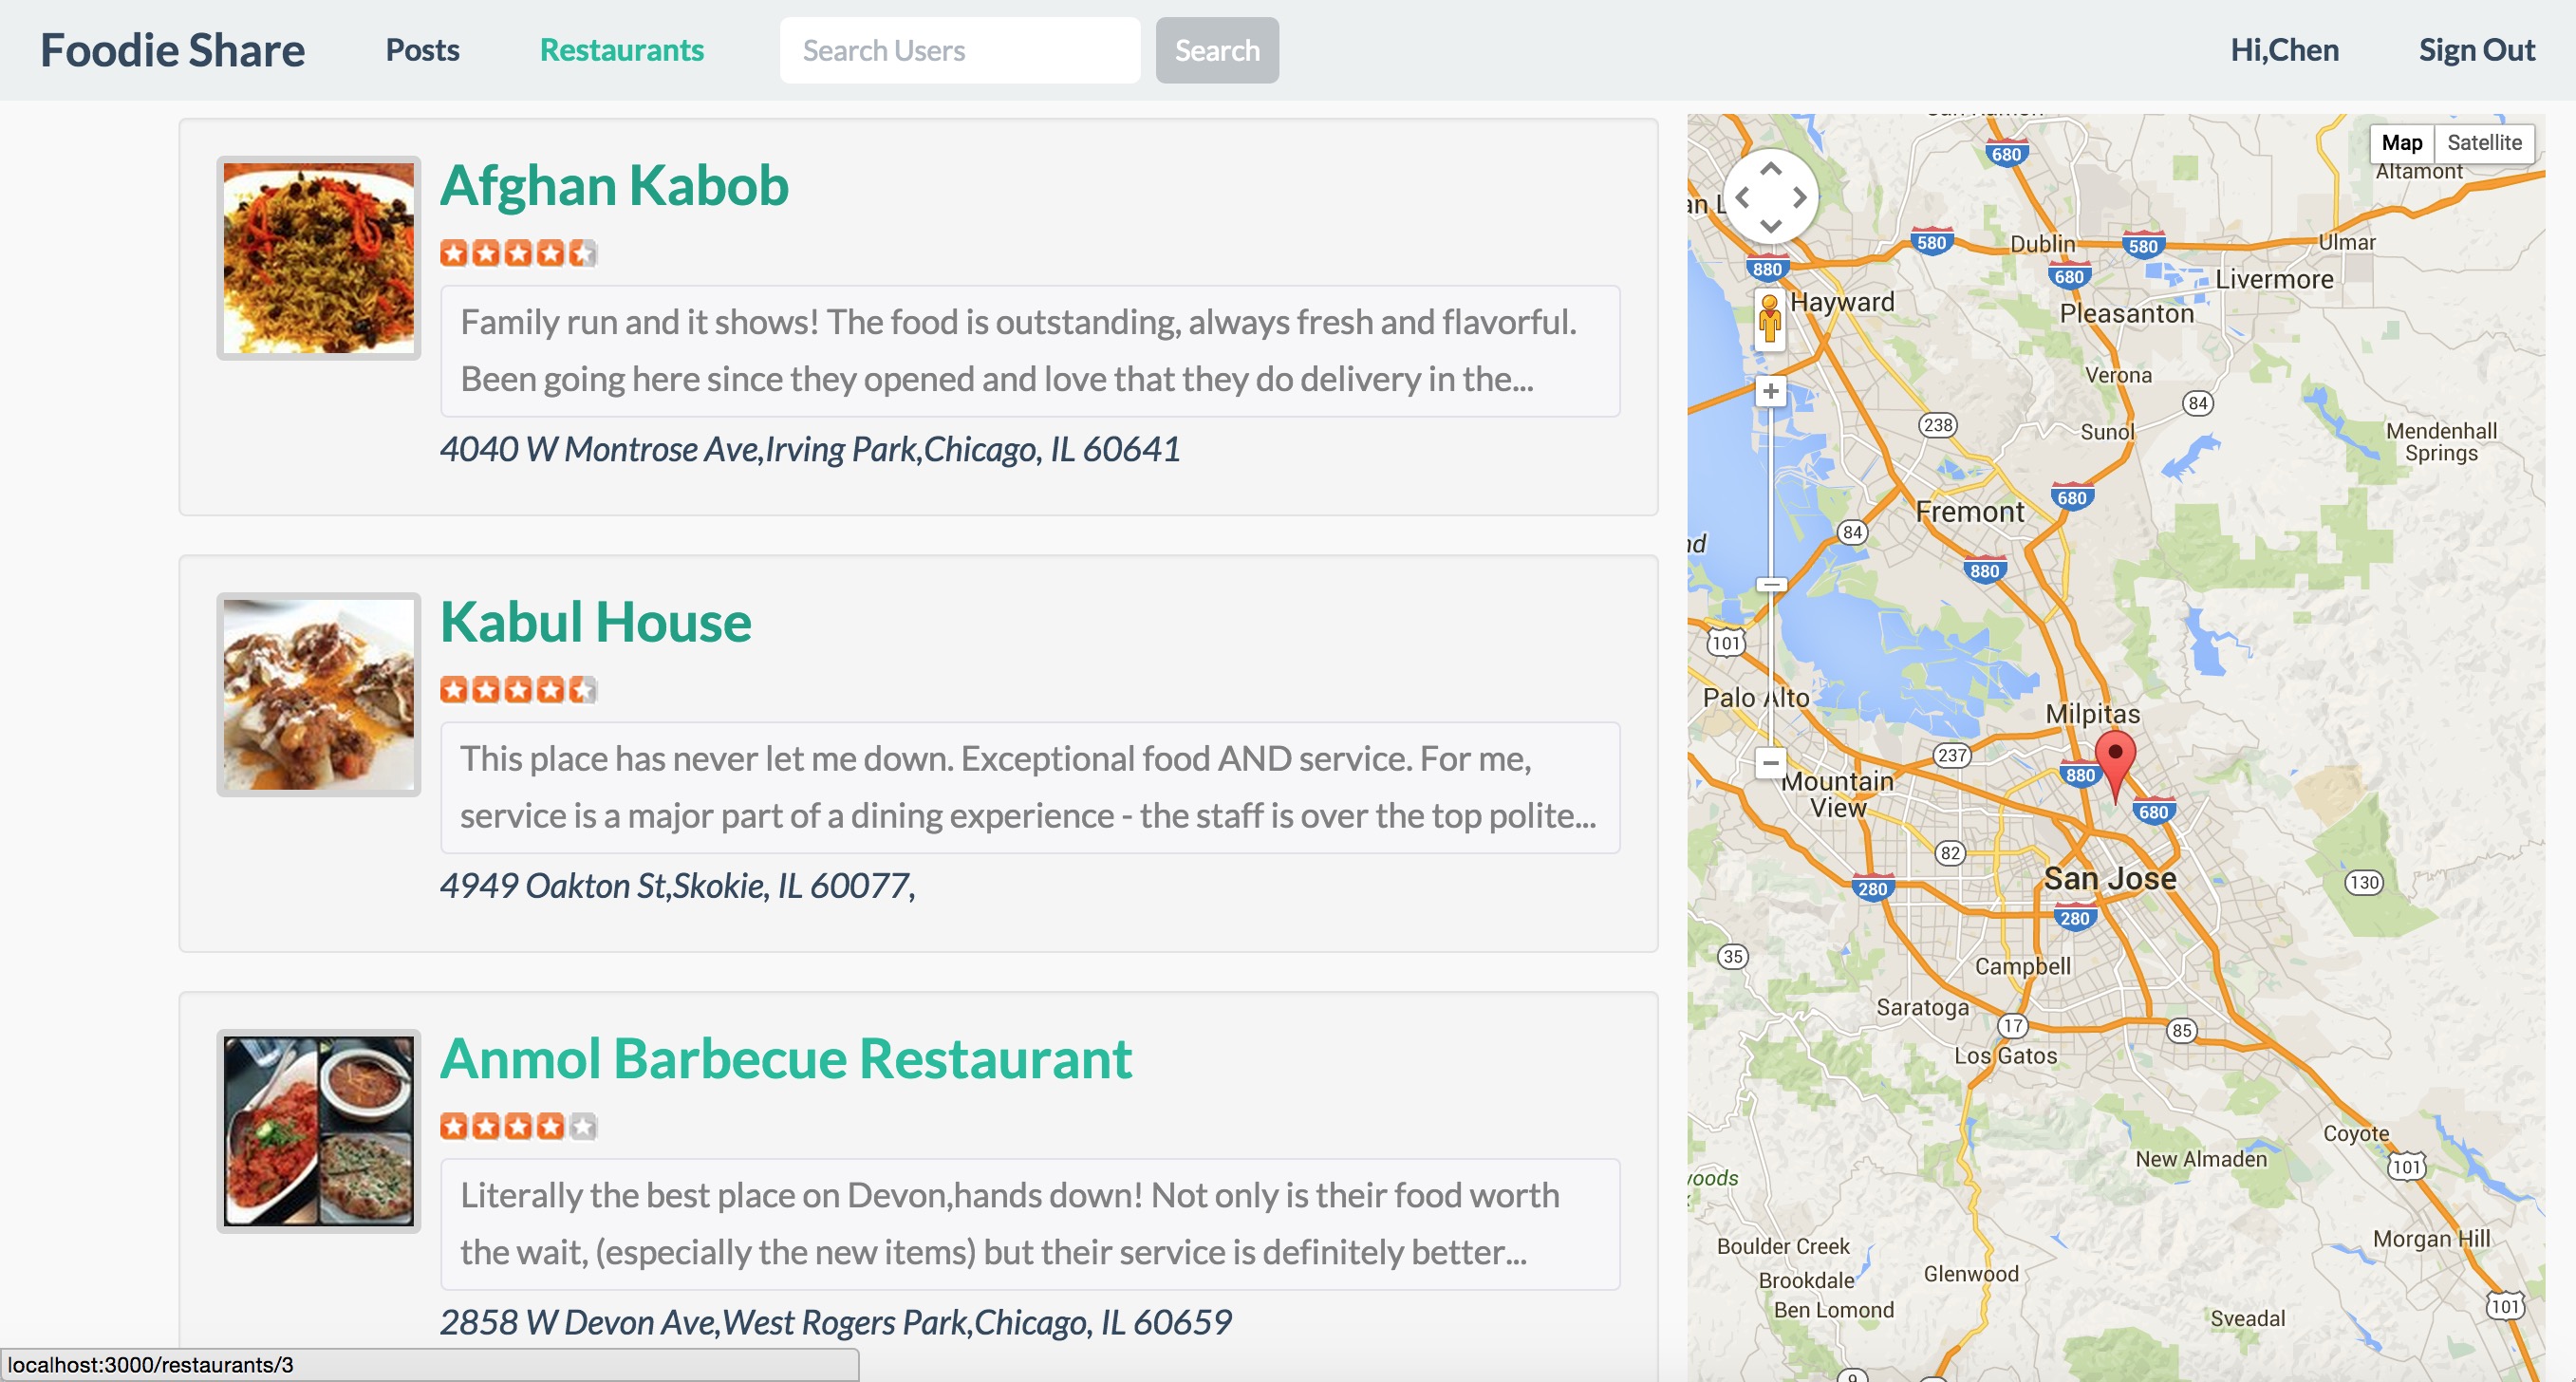 Foodie Share
Posts
Restaurants
Search Users
Search
Hi,Chen
Sign Out
Afghan Kabob
Family run and it shows! The food is outstanding, always fresh and flavorful.
Been going here since they opened and love that they do delivery in the...
4040 W Montrose Ave,Irving Park,Chicago, IL 60641
Kabul House
This place has never let me down. Exceptional food AND service. For me,
service is a major part of a dining experience - the staff is over the top polite...
4949 Oakton St,Skokie, IL 60077,
Anmol Barbecue Restaurant
Literally the best place on Devon,hands down! Not only is their food worth
the wait, (especially the new items) but their service is definitely better...
2858 W Devon Ave,West Rogers Park,Chicago, IL 60659
localhost:3000/restaurants/3
Map
Satellite
680
Altamont
580
Dublin
580
Ulmar
880
680
Livermore
Hayward
Pleasanton
Verona
84
238
Sunol
Mendenhall
Springs
680
Fremont
84
880
101
Palo Alto
Milpitas
237
880
Mountain
View
680
82
280
San Jose
130
280
35
Campbell
Saratoga
17
85
Los Gatos
Coyote
New Almaden
101
Boulder Creek
Morgan Hill
Brookdale
Glenwood
Ben Lomond
101
Sveadal
9